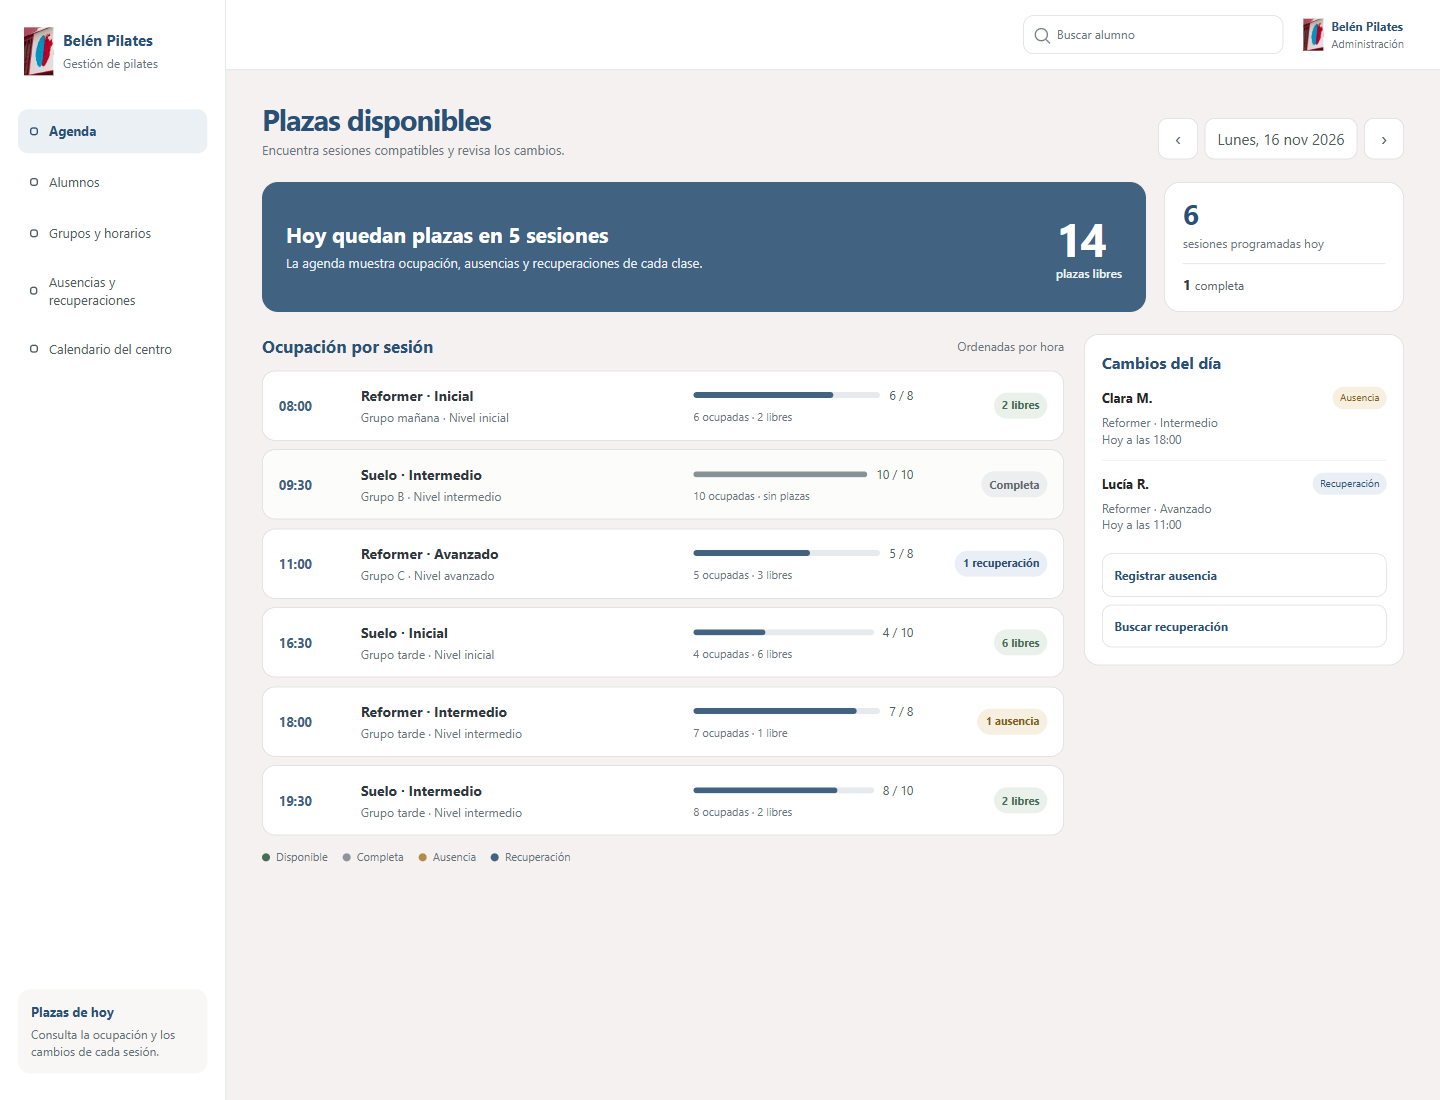 Belén Pilates
Gestión de pilates
Agenda
Alumnos
Grupos y horarios
Ausencias y
recuperaciones
Calendario del centro
Plazas de hoy
Consulta la ocupación y los
cambios de cada sesión.
Buscar alumno
Belén Pilates
Administración
Plazas disponibles
Encuentra sesiones compatibles y revisa los cambios.
‹
Lunes, 16 nov 2026
›
Hoy quedan plazas en 5 sesiones
La agenda muestra ocupación, ausencias y recuperaciones de cada clase.
14
plazas libres
6
sesiones programadas hoy
1 completa
Ocupación por sesión
Ordenadas por hora
08:00
Reformer · Inicial
Grupo mañana · Nivel inicial
6 / 8
6 ocupadas · 2 libres
2 libres
09:30
Suelo · Intermedio
Grupo B · Nivel intermedio
10 / 10
10 ocupadas · sin plazas
Completa
11:00
Reformer · Avanzado
Grupo C · Nivel avanzado
5 / 8
5 ocupadas · 3 libres
1 recuperación
16:30
Suelo · Inicial
Grupo tarde · Nivel inicial
4 / 10
4 ocupadas · 6 libres
6 libres
18:00
Reformer · Intermedio
Grupo tarde · Nivel intermedio
7 / 8
7 ocupadas · 1 libre
1 ausencia
19:30
Suelo · Intermedio
Grupo tarde · Nivel intermedio
8 / 10
8 ocupadas · 2 libres
2 libres
Disponible
Completa
Ausencia
Recuperación
Cambios del día
Clara M.
Ausencia
Reformer · Intermedio
Hoy a las 18:00
Lucía R.
Recuperación
Reformer · Avanzado
Hoy a las 11:00
Registrar ausencia
Buscar recuperación